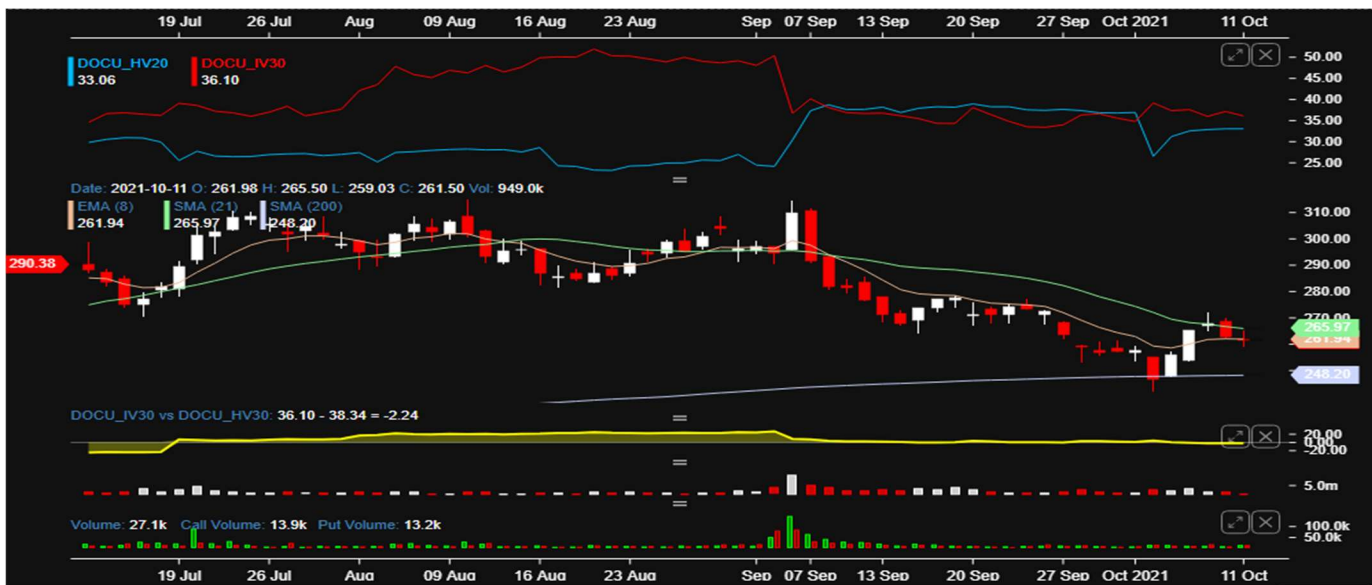 19 Jul 26 Jul Aug 09 Aug 16 Aug 23 Aug Sep 07 Sep 13 Sep 20 Sep 27 Sep Oct 2021 11 Oct
DOCU_HV20 DOCU_IV30
33.06 36.10
50.00
45.00
40.00
35.00
30.00
25.00
Date: 2021-10-11 O: 261.98 H: 265.50 L: 259.03 C: 261.50 Vol: 949.0k
EMA (8) SMA (21) SMA (200)
261.94 265.97 248.20
310.00
300.00
290.00
290.38
280.00
270.00
265.97
261.94
248.20
DOCU_IV30 vs DOCU_HV30: 36.10 - 38.34 = -2.24
20.00
0.00
-20.00
5.0m
Volume: 27.1k Call Volume: 13.9k Put Volume: 13.2k
100.0k
50.0k
19 Jul 26 Jul Aug 09 Aug 16 Aug 23 Aug Sep 07 Sep 13 Sep 20 Sep 27 Sep Oct 2021 11 Oct